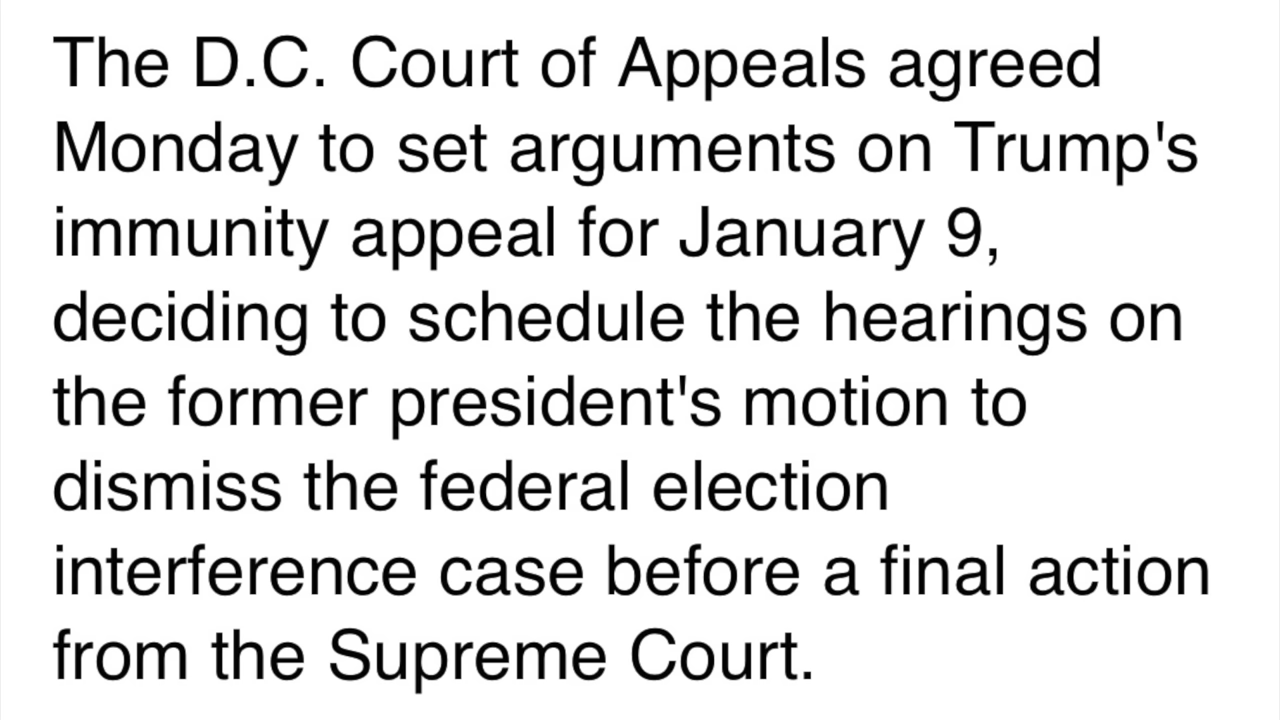 The D.C. Court of Appeals agreed
Monday to set arguments on Trump's
immunity appeal for January 9,
deciding to schedule the hearings on
the former president's motion to
dismiss the federal election
interference case before a final action
from the Supreme Court.